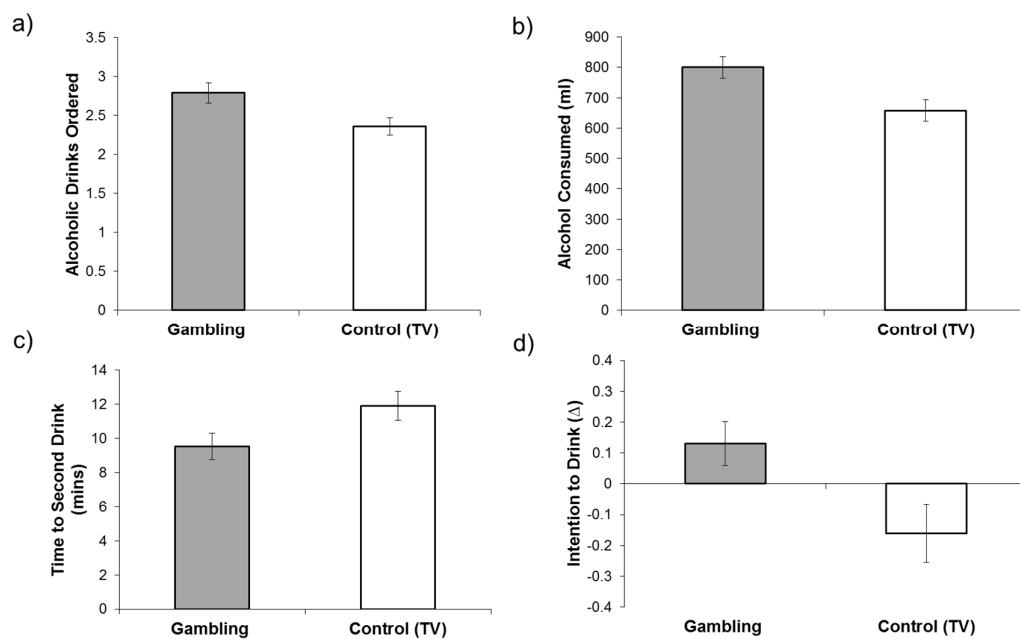 a)
Alcoholic Drinks Ordered
3.5
3
2.5
2
1.5
1
0.5
0
Gambling
Control (TV)
b)
Alcohol Consumed (ml)
900
800
700
600
500
400
300
200
100
0
Gambling
Control (TV)
c)
Time to Second Drink
(mins)
14
12
10
8
6
4
2
0
Gambling
Control (TV)
d)
Intention to Drink (Δ)
0.4
0.3
0.2
0.1
0
-0.1
-0.2
-0.3
-0.4
Gambling
Control (TV)